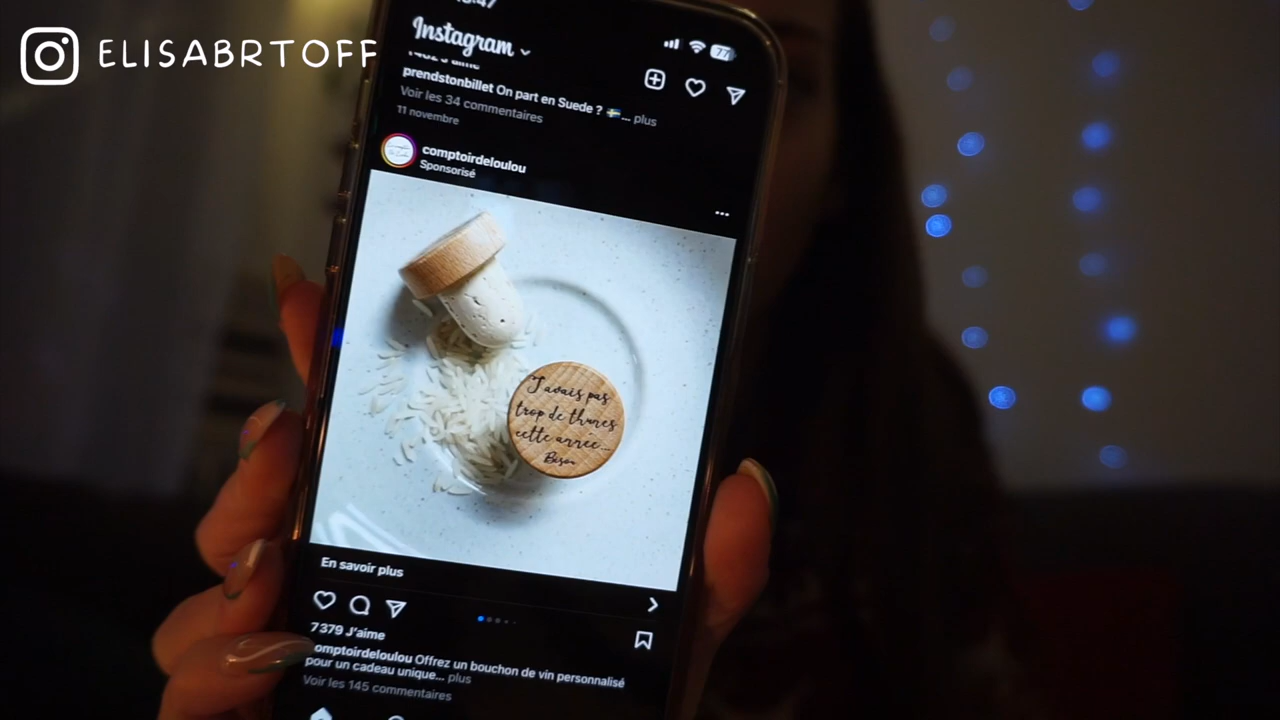 ELISABRTOFF
77
Instagram
prendstonbillet On part en Suede ? 🇸🇪... plus
Voir les 34 commentaires
11 novembre
comptoirdeloulou
Sponsorisé
J'avais pas
trop de thunes
cette année...
Bisou
En savoir plus
7 379 J'aime
comptoirdeloulou Offrez un bouchon de vin personnalisé
pour un cadeau unique... plus
Voir les 145 commentaires